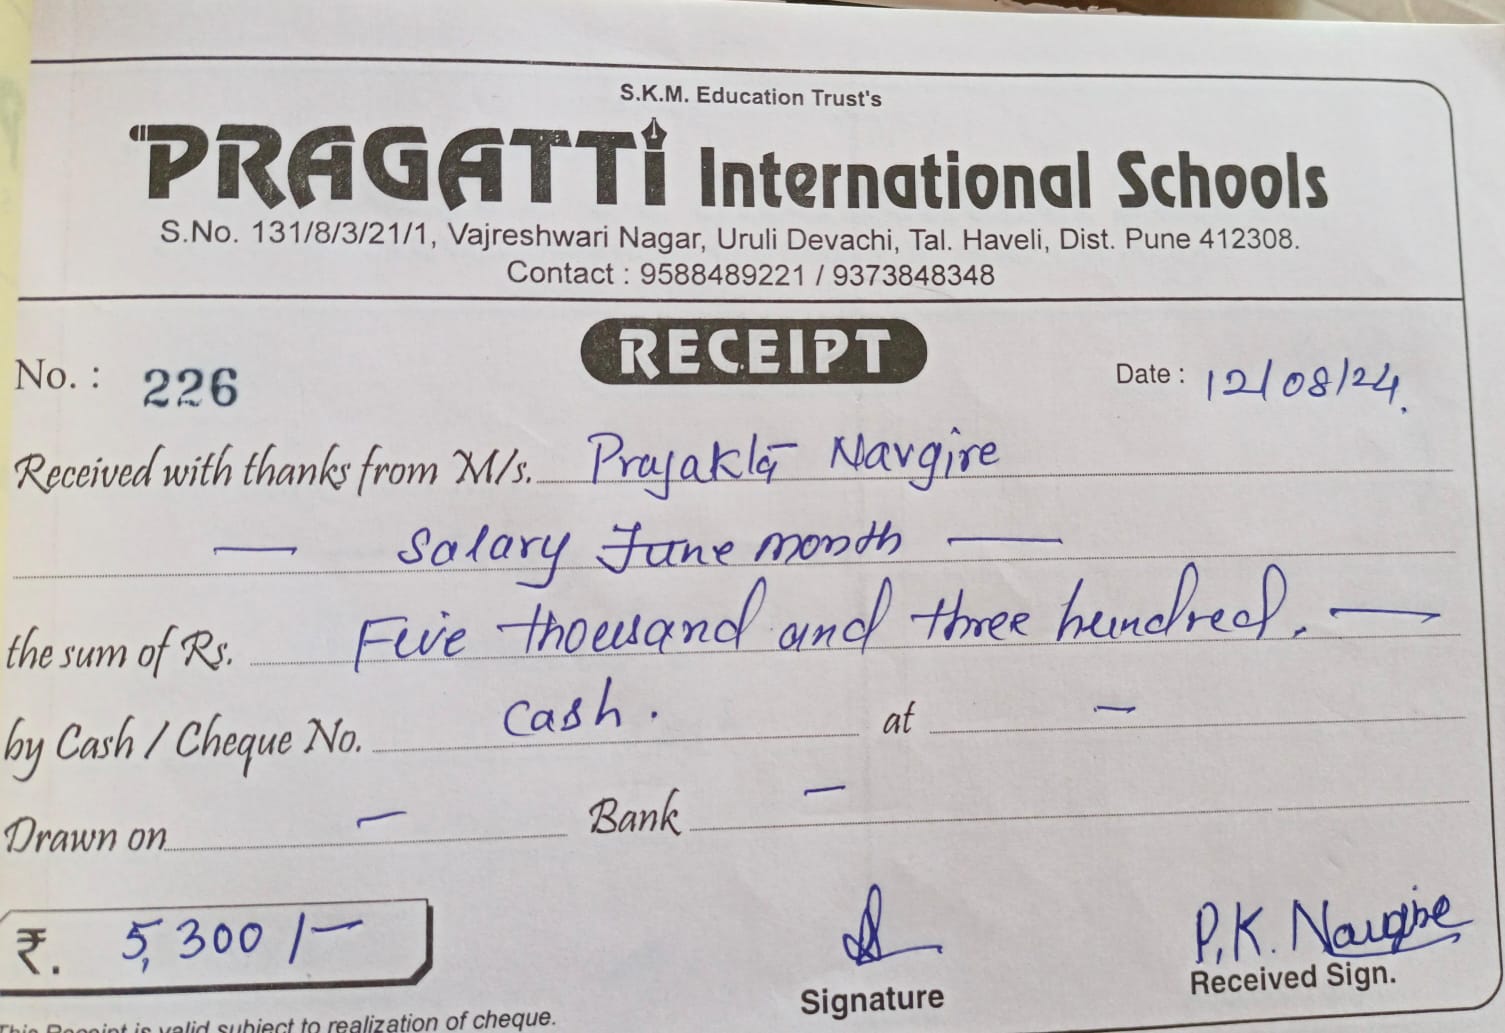 S.K.M. Education Trust's
PRAGATTI International Schools
S.No. 131/8/3/21/1, Vajreshwari Nagar, Uruli Devachi, Tal. Haveli, Dist. Pune 412308.
Contact : 9588489221 / 9373848348
RECEIPT
No. : 226 Date : 12/08/24.
Received with thanks from M/s. Prajakta Navgire
— Salary June month —
the sum of Rs. Five thousand and three hundred. —
by Cash / Cheque No. cash. at —
Drawn on — Bank —
₹. 5,300/-
P.K. Navgire
Signature Received Sign.
This Receipt is valid subject to realization of cheque.